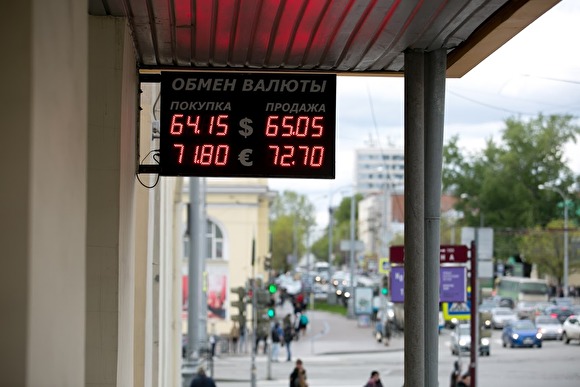 ОБМЕН ВАЛЮТЫ
ПОКУПКА ПРОДАЖА
64.15 $ 65.05
71.80 € 72.70